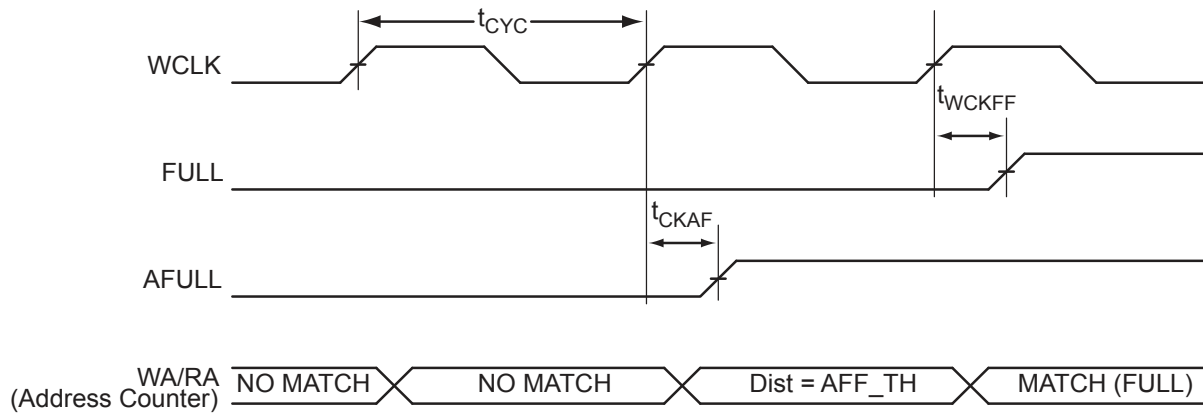 tCYC
WCLK
tWCKFF
FULL
tCKAF
AFULL
WA/RA
(Address Counter)
NO MATCH
NO MATCH
Dist = AFF_TH
MATCH (FULL)